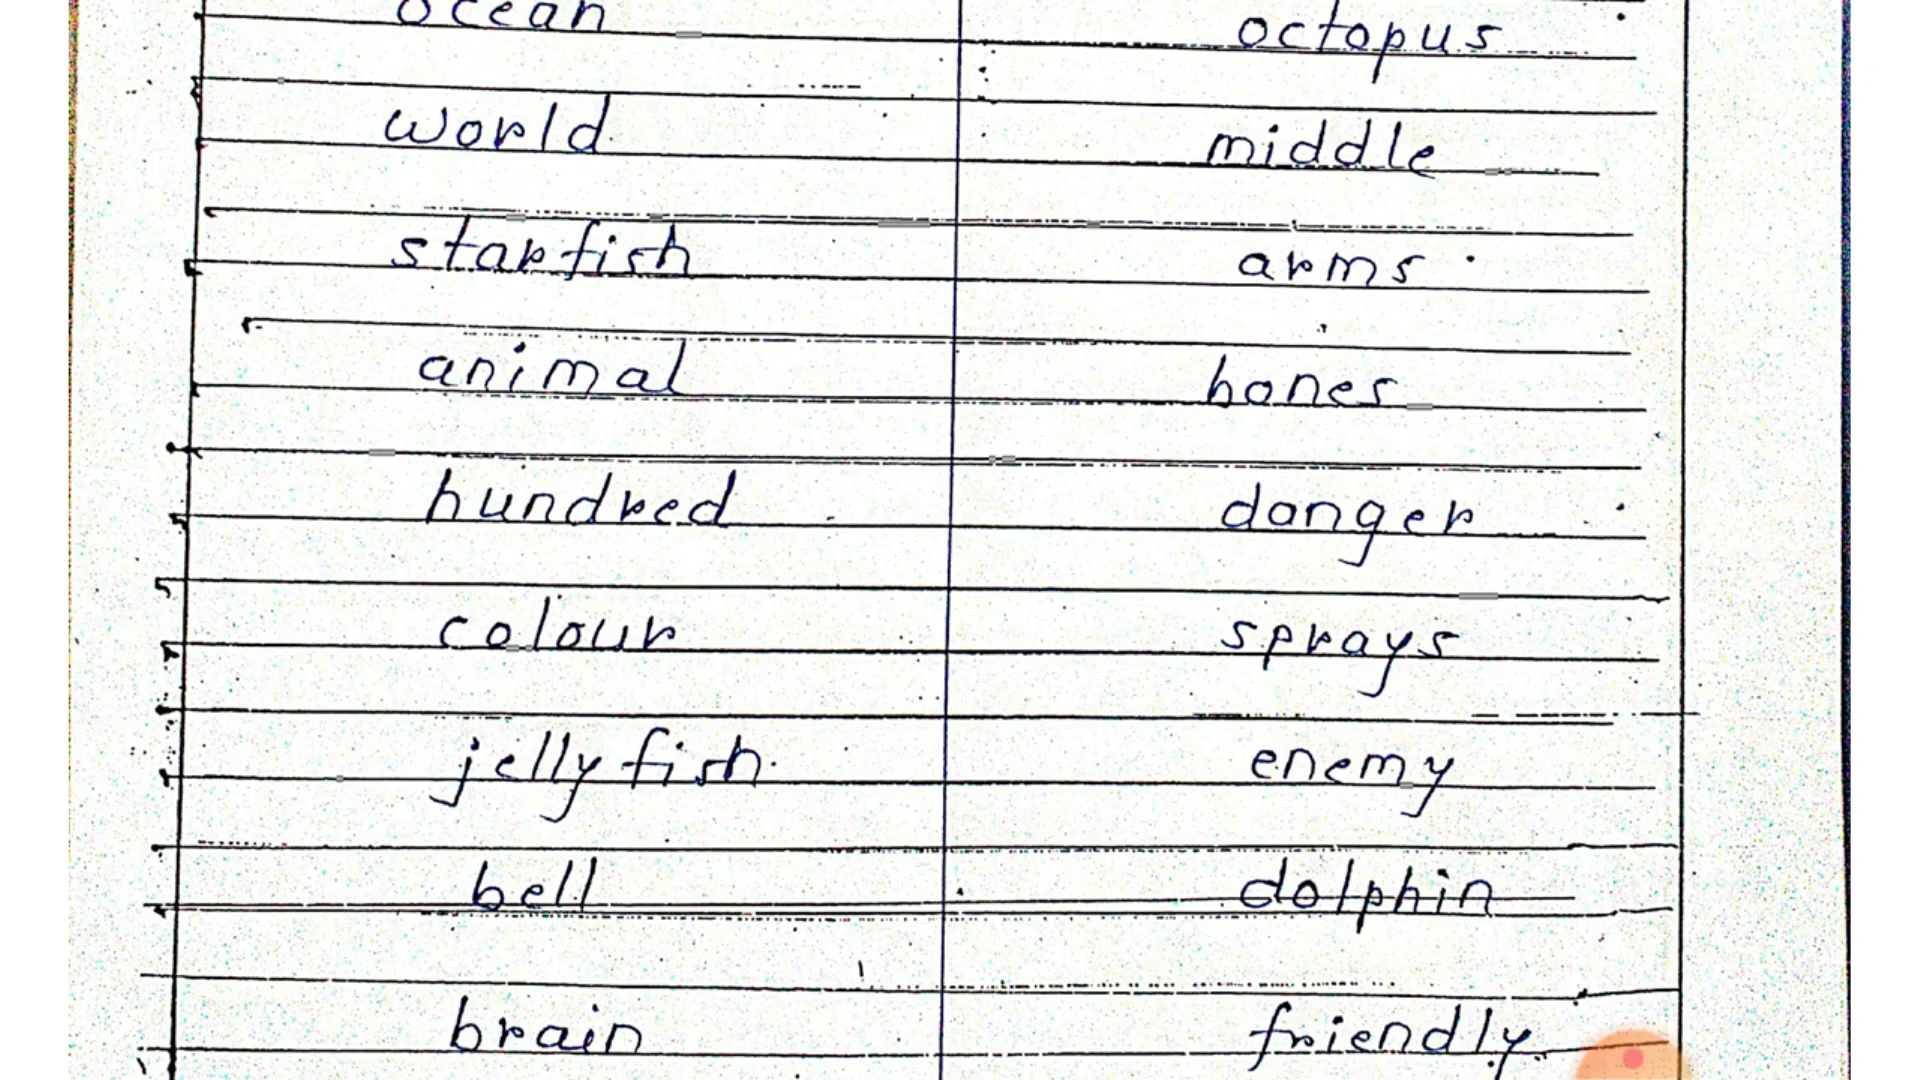 ocean octopus
world middle
starfish arms
animal bones
hundred danger
colour sprays
jellyfish enemy
bell dolphin
brain friendly